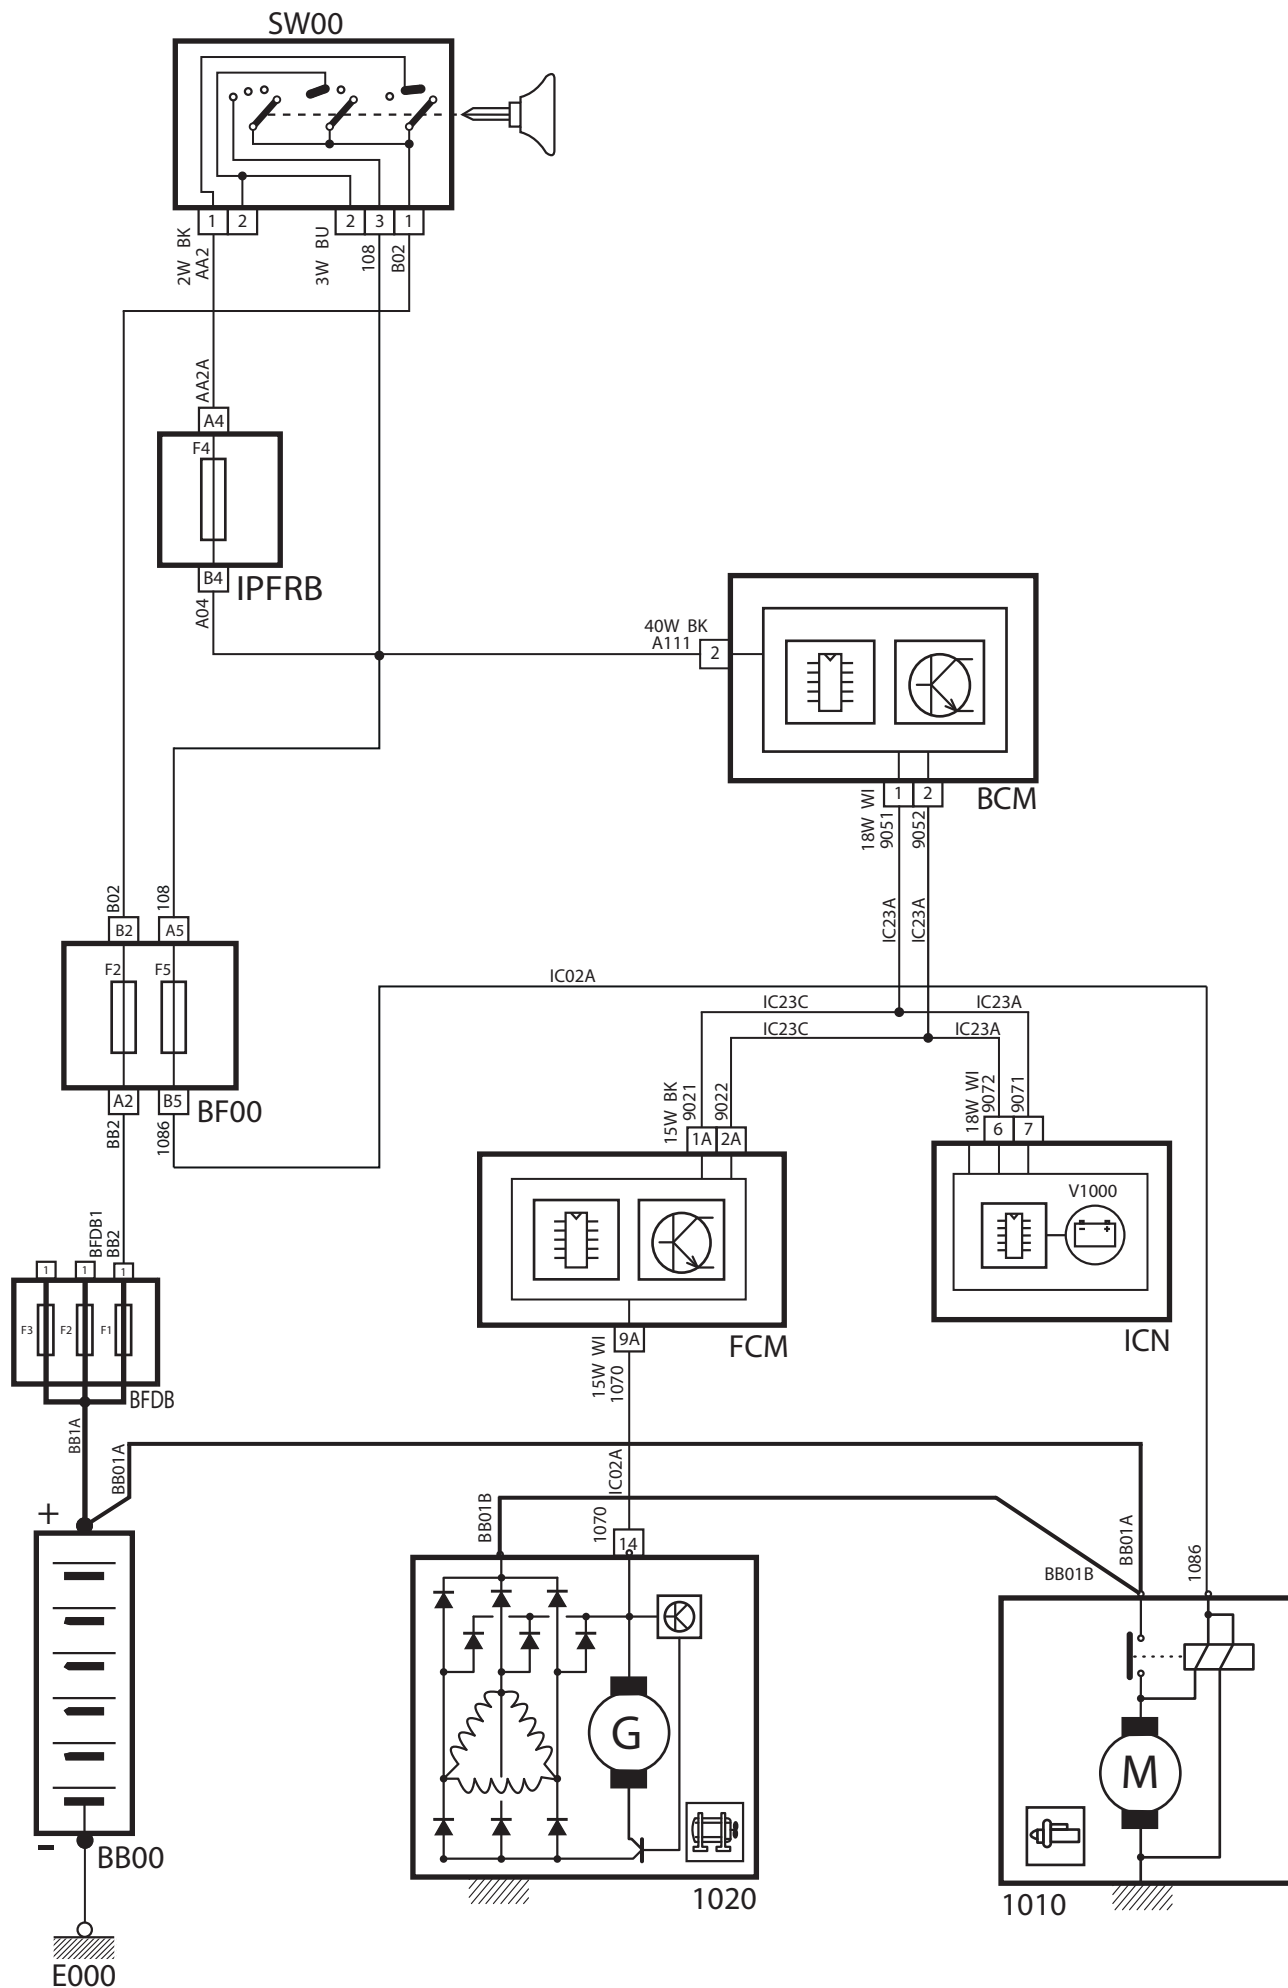 SW00
1
2
2
3
1
2W BK
AA2
3W BU
108
B02
AA2A
A4
F4
B4
IPFRB
A04
40W BK
A111
2
BCM
1
2
18W WI
9051
9052
IC23A
IC23A
B02
108
B2
A5
F2
F5
A2
B5
BF00
BB2
1086
IC02A
IC23C
IC23A
IC23C
IC23A
15W BK
9021
9022
1A
2A
18W WI
9072
9071
6
7
V1000
- +
ICN
FCM
9A
15W WI
1070
BFDB1
BB2
1
1
1
F3
F2
F1
BFDB
BB1A
BB01A
IC02A
BB01B
1070
14
BB01A
BB01B
1086
+
-
BB00
E000
G
1020
M
1010